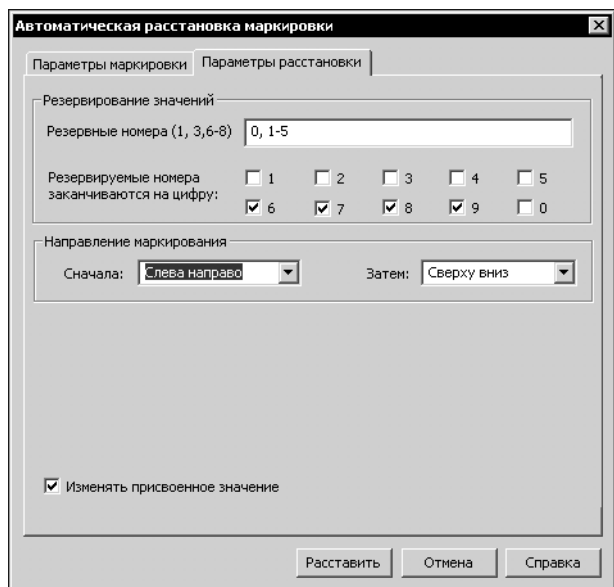 Автоматическая расстановка маркировки
Параметры маркировки Параметры расстановки
Резервирование значений
Резервные номера (1, 3,6-8) 0, 1-5
Резервируемые номера
заканчиваются на цифру:
1 2 3 4 5
6 7 8 9 0
Направление маркирования
Сначала: Слева направо Затем: Сверху вниз
Изменять присвоенное значение
Расставить Отмена Справка